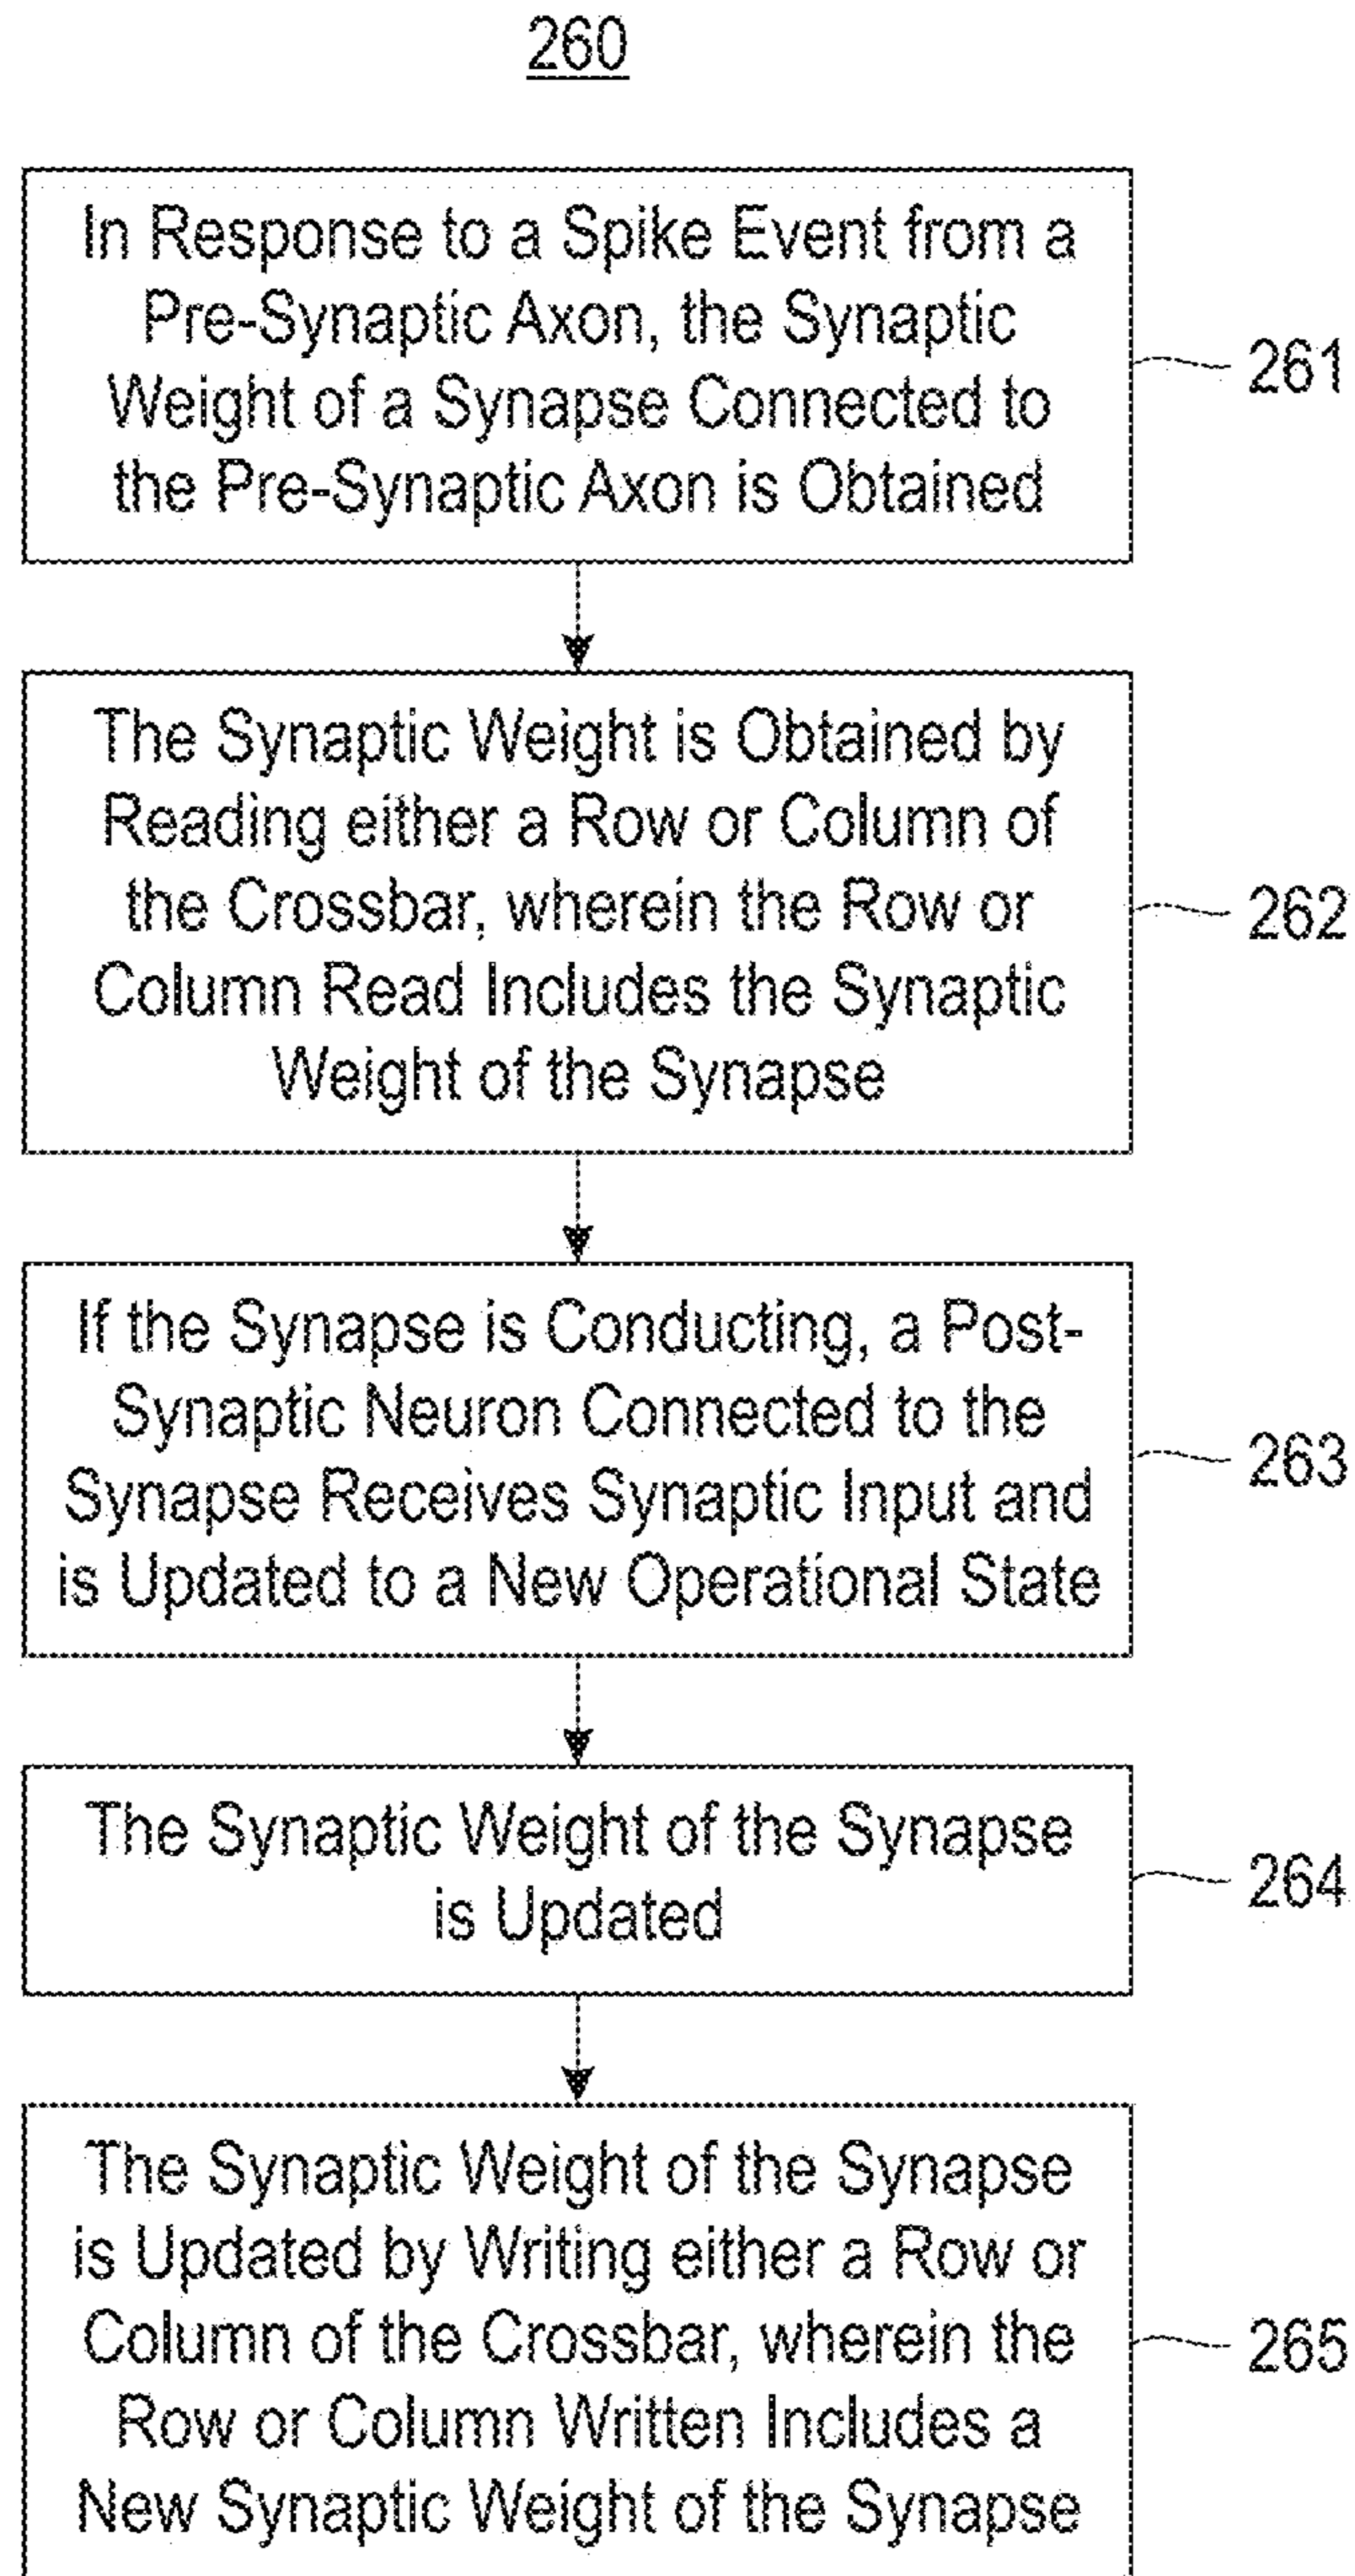 260
In Response to a Spike Event from a
Pre-Synaptic Axon, the Synaptic
Weight of a Synapse Connected to
the Pre-Synaptic Axon is Obtained
261
The Synaptic Weight is Obtained by
Reading either a Row or Column of
the Crossbar, wherein the Row or
Column Read Includes the Synaptic
Weight of the Synapse
262
If the Synapse is Conducting, a Post-
Synaptic Neuron Connected to the
Synapse Receives Synaptic Input and
is Updated to a New Operational State
263
The Synaptic Weight of the Synapse
is Updated
264
The Synaptic Weight of the Synapse
is Updated by Writing either a Row or
Column of the Crossbar, wherein the
Row or Column Written Includes a
New Synaptic Weight of the Synapse
265